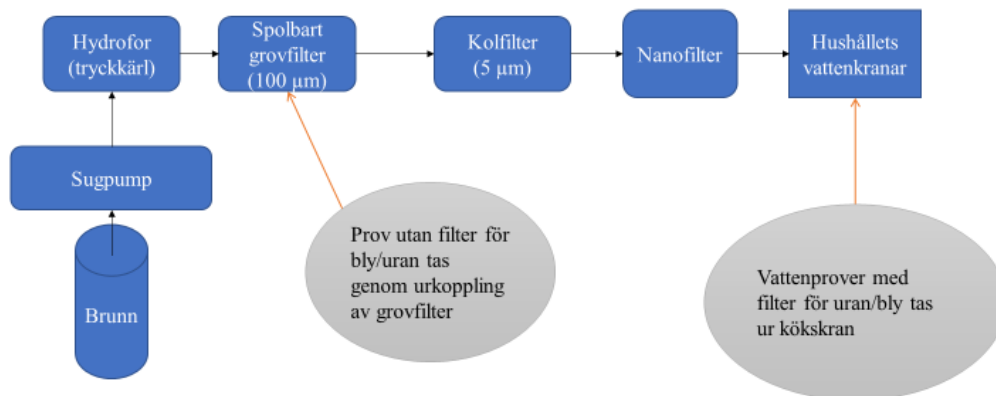 Hydrofor
(tryckkärl)
Spolbart
grovfilter
(100 µm)
Kolfilter
(5 µm)
Nanofilter
Hushållets
vattenkranar
Sugpump
Brunn
Prov utan filter för
bly/uran tas
genom urkoppling
av grovfilter
Vattenprover med
filter för uran/bly tas
ur kökskran